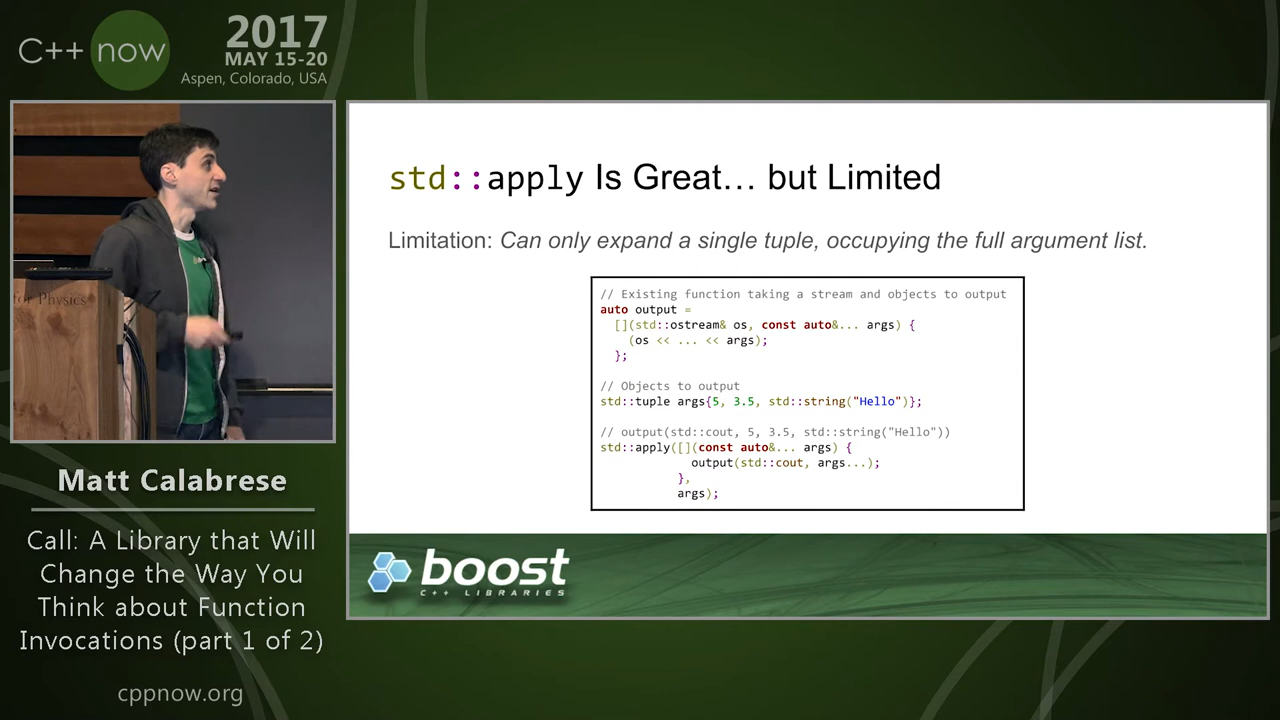 C++ now
2017
MAY 15-20
Aspen, Colorado, USA
for Physics
Matt Calabrese
Call: A Library that Will
Change the Way You
Think about Function
Invocations (part 1 of 2)
cppnow.org
std::apply Is Great… but Limited
Limitation: Can only expand a single tuple, occupying the full argument list.
// Existing function taking a stream and objects to output
auto output =
  [](std::ostream& os, const auto&... args) {
    (os << ... << args);
  };
// Objects to output
std::tuple args{5, 3.5, std::string("Hello")};
// output(std::cout, 5, 3.5, std::string("Hello"))
std::apply([](const auto&... args) {
             output(std::cout, args...);
           },
           args);
boost
C++ LIBRARIES